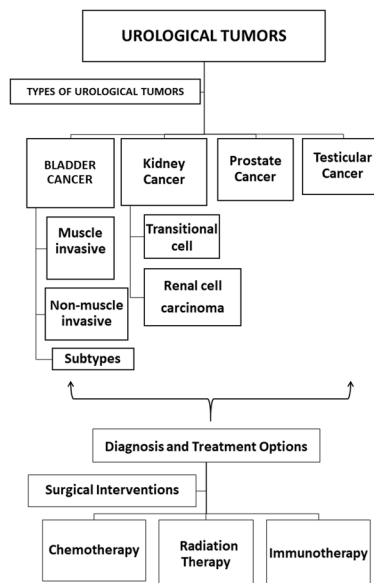 UROLOGICAL TUMORS
TYPES OF UROLOGICAL TUMORS
BLADDER
CANCER
Kidney
Cancer
Prostate
Cancer
Testicular
Cancer
Muscle
invasive
Transitional
cell
Non-muscle
invasive
Renal cell
carcinoma
Subtypes
Diagnosis and Treatment Options
Surgical Interventions
Chemotherapy
Radiation
Therapy
Immunotherapy